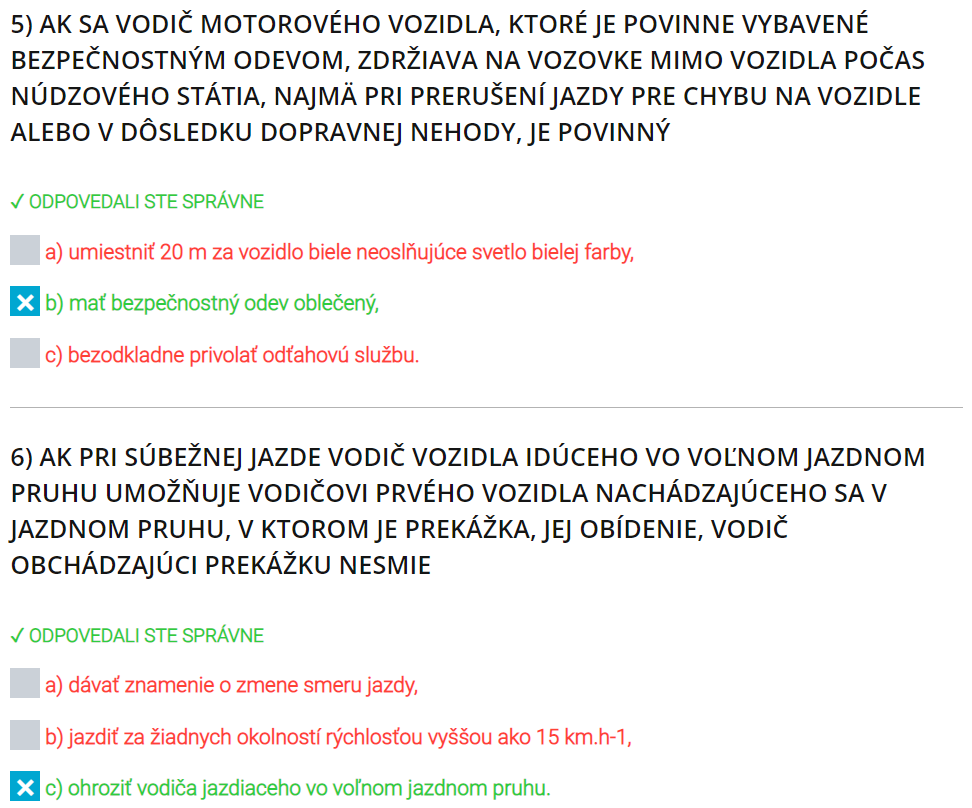 5) AK SA VODIČ MOTOROVÉHO VOZIDLA, KTORÉ JE POVINNE VYBAVENÉ
BEZPEČNOSTNÝM ODEVOM, ZDRŽIAVA NA VOZOVKE MIMO VOZIDLA POČAS
NÚDZOVÉHO STÁTIA, NAJMÄ PRI PRERUŠENÍ JAZDY PRE CHYBU NA VOZIDLE
ALEBO V DÔSLEDKU DOPRAVNEJ NEHODY, JE POVINNÝ
✓ ODPOVEDALI STE SPRÁVNE
a) umiestniť 20 m za vozidlo biele neoslňujúce svetlo bielej farby,
b) mať bezpečnostný odev oblečený,
c) bezodkladne privolať odťahovú službu.
6) AK PRI SÚBEŽNEJ JAZDE VODIČ VOZIDLA IDÚCEHO VO VOĽNOM JAZDNOM
PRUHU UMOŽŇUJE VODIČOVI PRVÉHO VOZIDLA NACHÁDZAJÚCEHO SA V
JAZDNOM PRUHU, V KTOROM JE PREKÁŽKA, JEJ OBÍDENIE, VODIČ
OBCHÁDZAJÚCI PREKÁŽKU NESMIE
✓ ODPOVEDALI STE SPRÁVNE
a) dávať znamenie o zmene smeru jazdy,
b) jazdiť za žiadnych okolností rýchlosťou vyššou ako 15 km.h-1,
c) ohroziť vodiča jazdiaceho vo voľnom jazdnom pruhu.